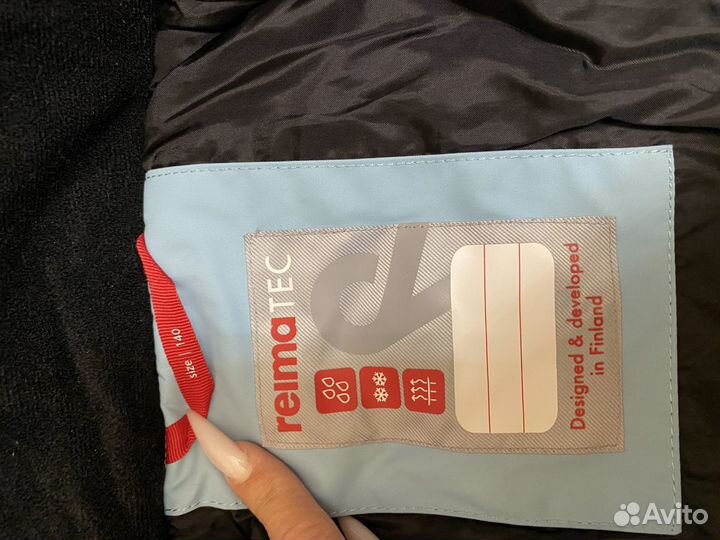 reimaTEC
Designed & developed
in Finland
size | 140
Avito